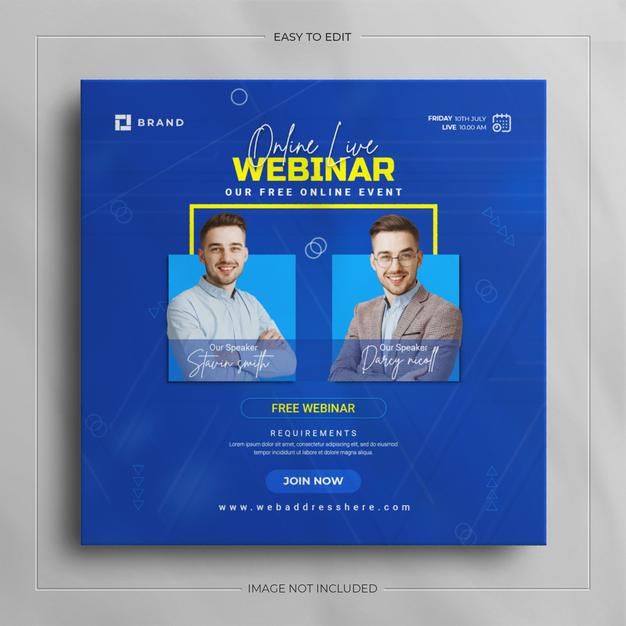 EASY TO EDIT
BRAND
FRIDAY 10TH JULY
LIVE 10.00 AM
Online Live
WEBINAR
OUR FREE ONLINE EVENT
Our Speaker
Stavin smith
Our Speaker
Darcy nicoll
FREE WEBINAR
REQUIREMENTS
Lorem ipsum dolor sit amet, consectetur adipiscing elit, sed do eiusmod
tempor incididunt ut labore et dolore magna aliqua.
JOIN NOW
www.webaddresshere.com
IMAGE NOT INCLUDED